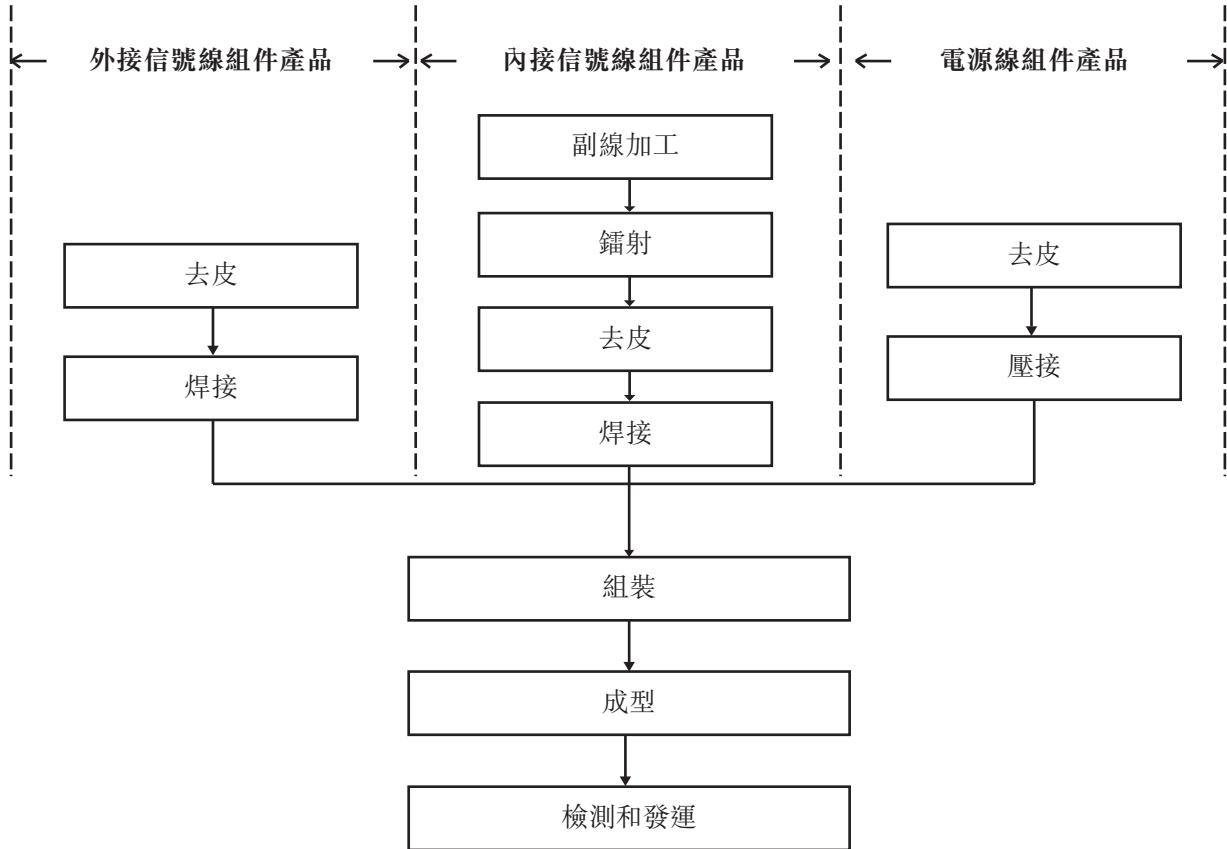 外接信號線組件產品
內接信號線組件產品
電源線組件產品
副線加工
鐳射
去皮
去皮
去皮
焊接
壓接
焊接
組裝
成型
檢測和發運